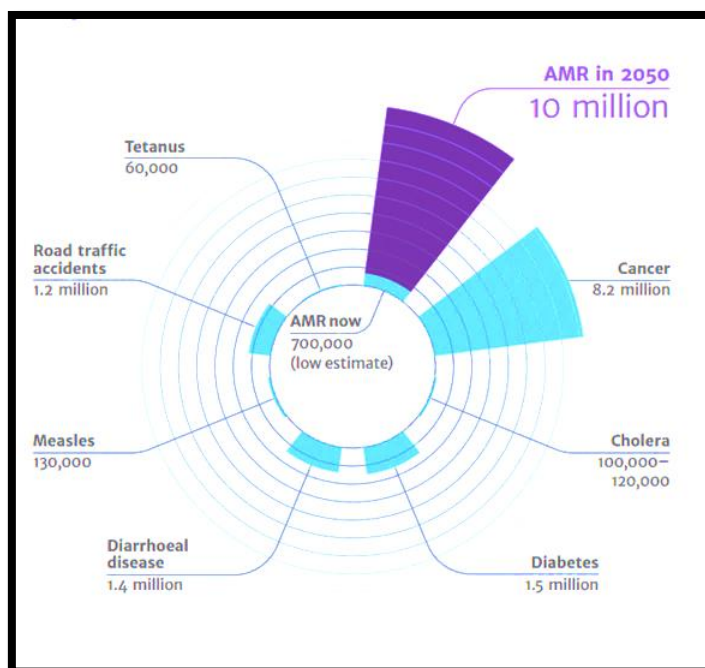 AMR in 2050
10 million
Tetanus
60,000
Road traffic
accidents
1.2 million
Cancer
8.2 million
AMR now
700,000
(low estimate)
Measles
130,000
Cholera
100,000–
120,000
Diarrhoeal
disease
1.4 million
Diabetes
1.5 million